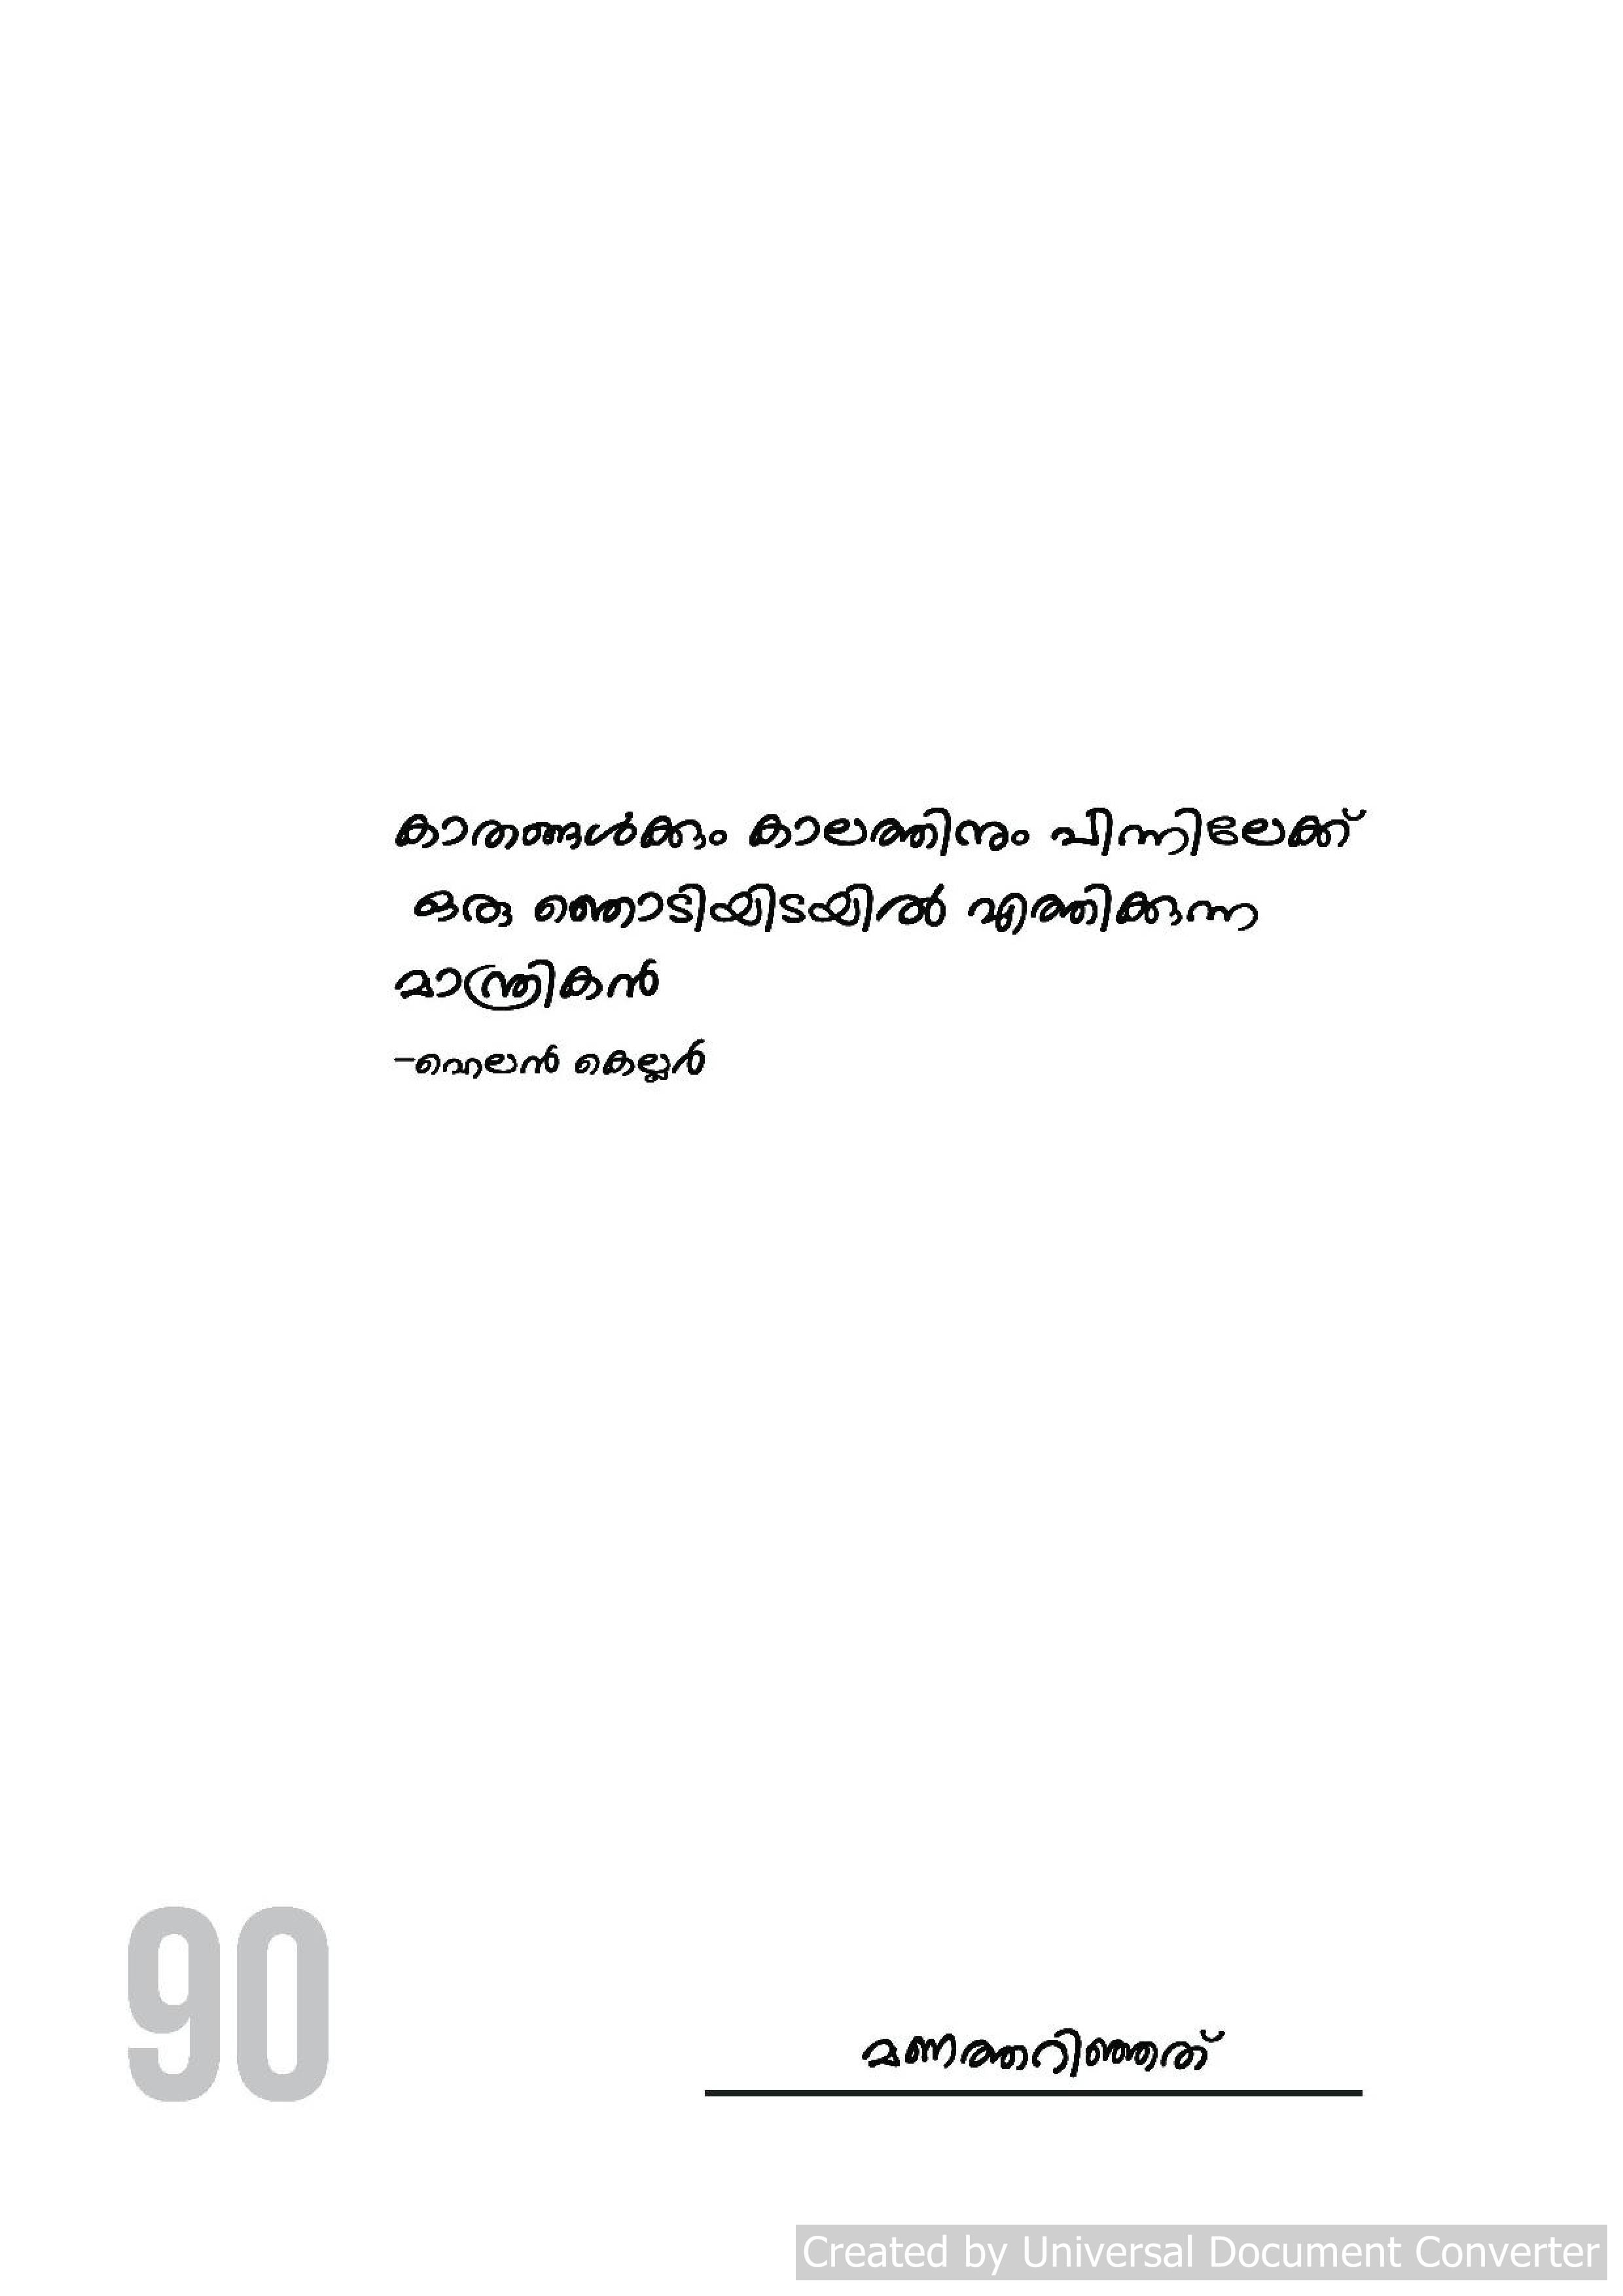 കാതങ്ങൾക്കും കാലത്തിനും പിന്നിലേക്ക്
ഒരു ഞൊടിയിടയിൽ എത്തിക്കുന്ന
മാന്ത്രികൻ
-ഹെലൻ കെല്ലർ
90
മണത്തറിഞ്ഞത്
Created by Universal Document Converter